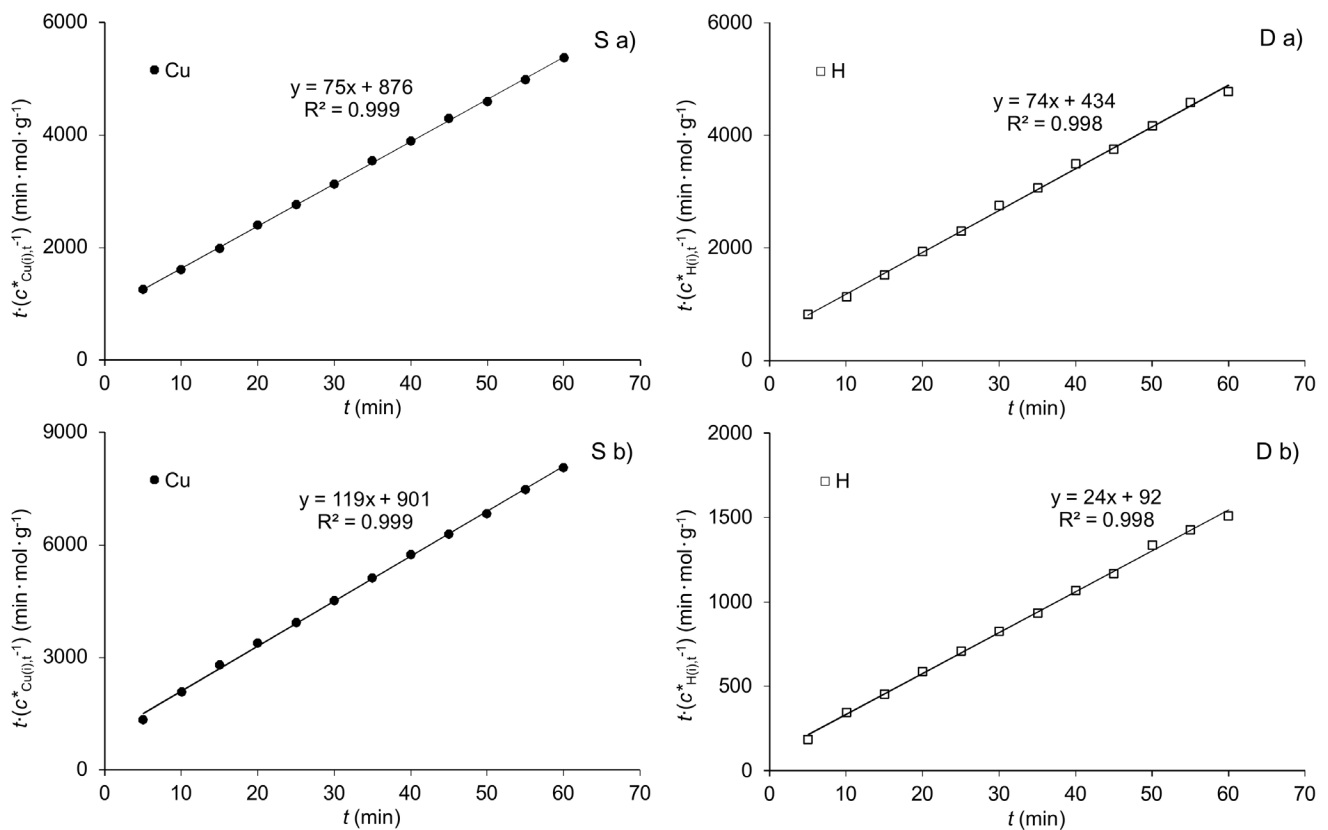 S a)
Cu
y = 75x + 876
R² = 0.999
t·(c*Cu(i),t-1) (min·mol·g-1)
6000
4000
2000
0
0 10 20 30 40 50 60 70
t (min)
D a)
H
y = 74x + 434
R² = 0.998
t·(c*H(i),t-1) (min·mol·g-1)
6000
4000
2000
0
0 10 20 30 40 50 60 70
t (min)
S b)
Cu
y = 119x + 901
R² = 0.999
t·(c*Cu(i),t-1) (min·mol·g-1)
9000
6000
3000
0
0 10 20 30 40 50 60 70
t (min)
D b)
H
y = 24x + 92
R² = 0.998
t·(c*H(i),t-1) (min·mol·g-1)
2000
1500
1000
500
0
0 10 20 30 40 50 60 70
t (min)